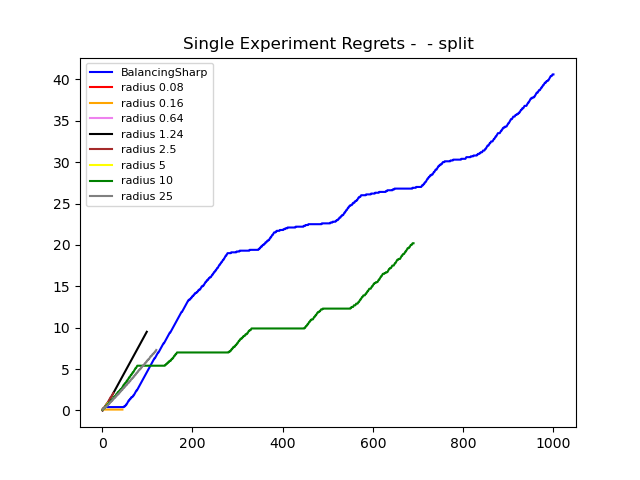 Single Experiment Regrets -  - split
BalancingSharp
radius 0.08
radius 0.16
radius 0.64
radius 1.24
radius 2.5
radius 5
radius 10
radius 25
40
35
30
25
20
15
10
5
0
0 200 400 600 800 1000